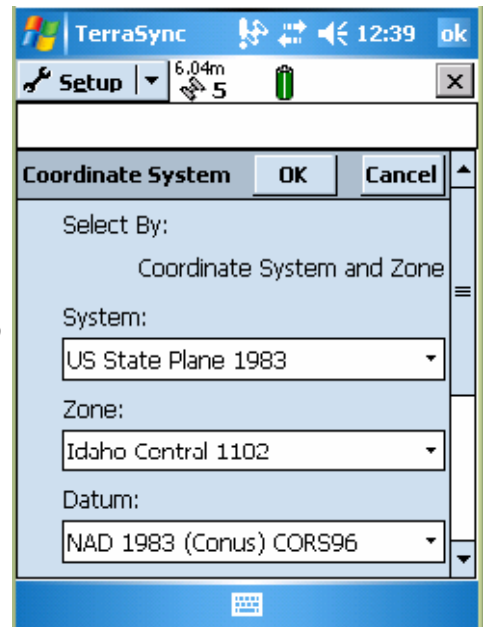 TerraSync 12:39 ok
Setup 6.04m 5
Coordinate System OK Cancel
Select By:
Coordinate System and Zone
System:
US State Plane 1983
Zone:
Idaho Central 1102
Datum:
NAD 1983 (Conus) CORS96